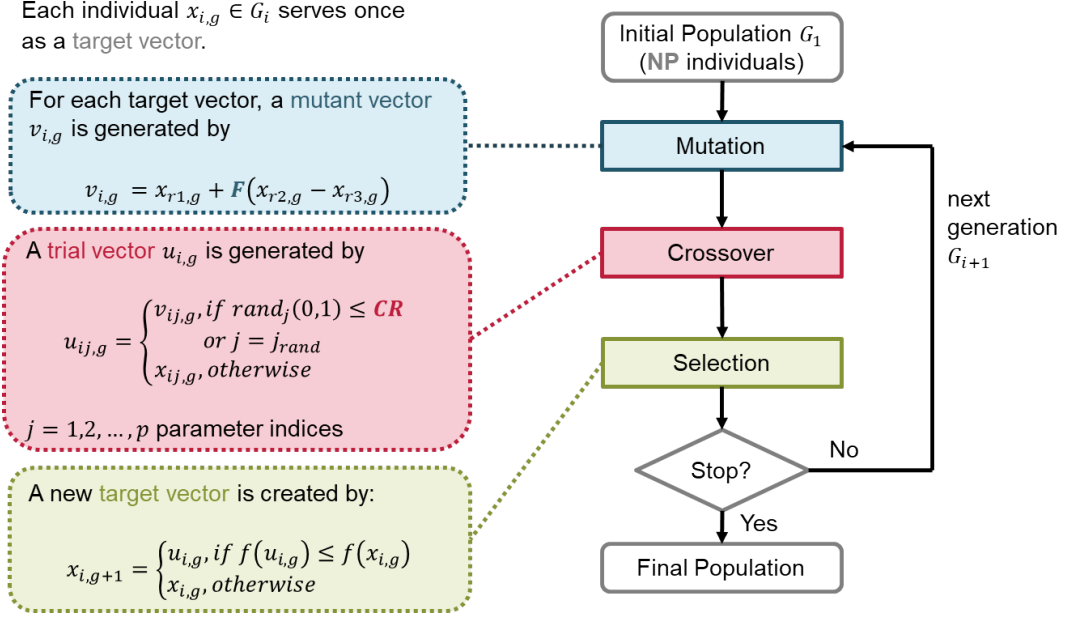 Each individual x_{i,g} ∈ G_i serves once
as a target vector.
For each target vector, a mutant vector
v_{i,g} is generated by
v_{i,g} = x_{r1,g} + F(x_{r2,g} − x_{r3,g})
A trial vector u_{i,g} is generated by
u_{ij,g} = { v_{ij,g}, if rand_j(0,1) ≤ CR
or j = j_{rand}
x_{ij,g}, otherwise
j = 1,2, …, p parameter indices
A new target vector is created by:
x_{i,g+1} = { u_{i,g}, if f(u_{i,g}) ≤ f(x_{i,g})
x_{i,g}, otherwise
Initial Population G_1
(NP individuals)
Mutation
Crossover
Selection
Stop?
No
Yes
Final Population
next
generation
G_{i+1}